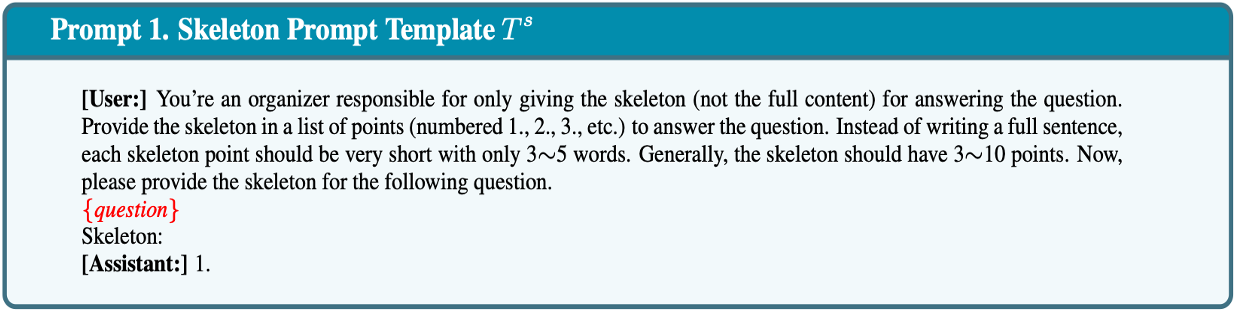 Prompt 1. Skeleton Prompt Template Tˢ
[User:] You're an organizer responsible for only giving the skeleton (not the full content) for answering the question.
Provide the skeleton in a list of points (numbered 1., 2., 3., etc.) to answer the question. Instead of writing a full sentence,
each skeleton point should be very short with only 3∼5 words. Generally, the skeleton should have 3∼10 points. Now,
please provide the skeleton for the following question.
{question}
Skeleton:
[Assistant:] 1.